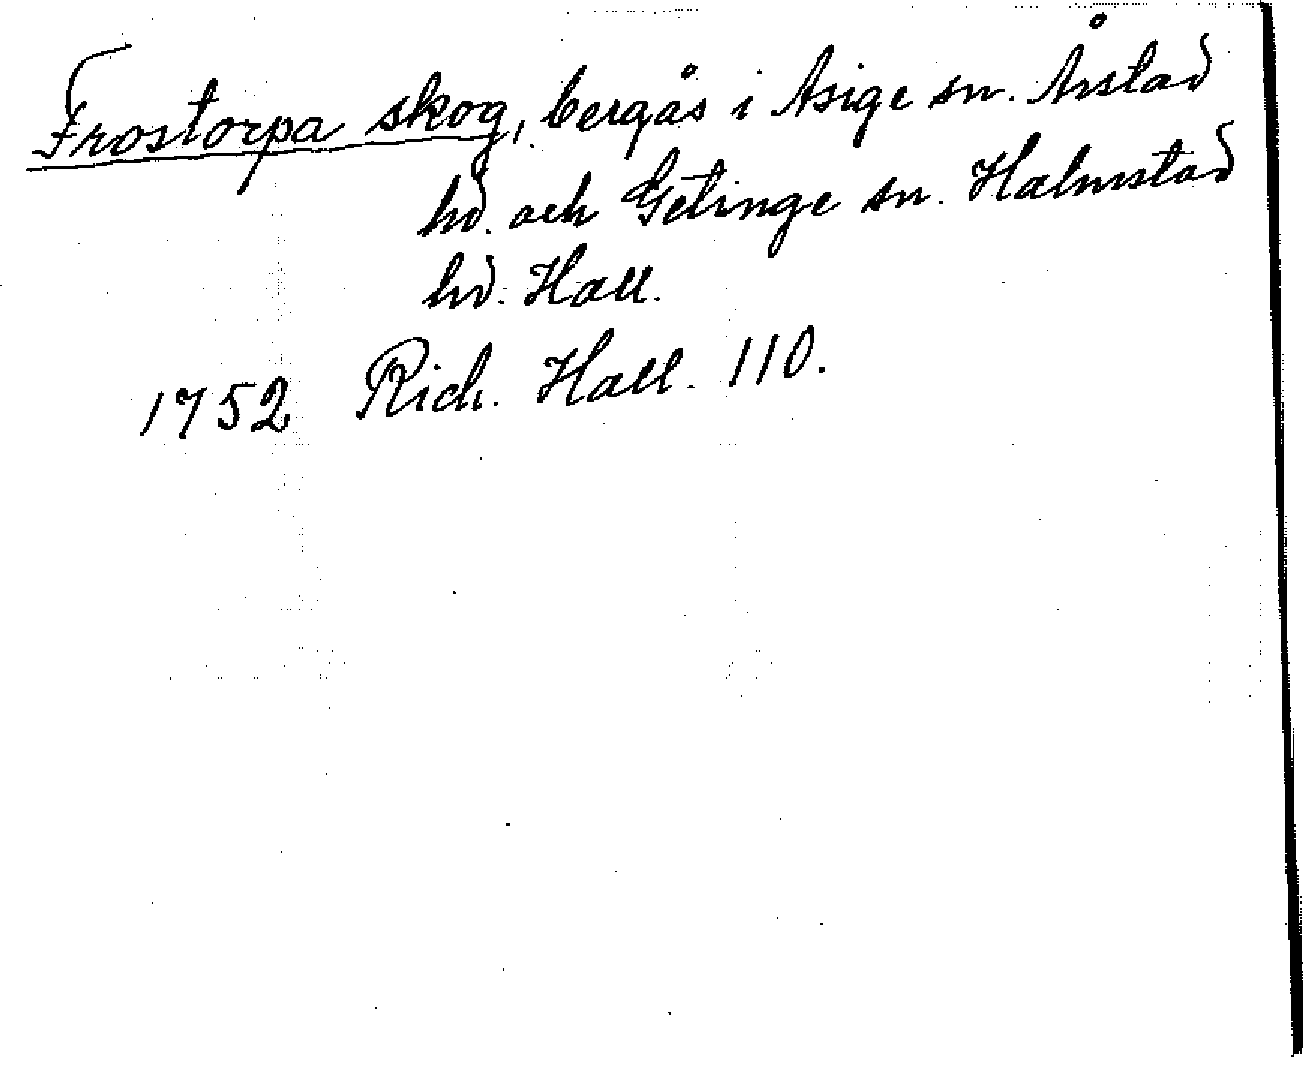 Frostorpa skog, bergås i Asige sn. Årstad
hd. och Getinge sn. Halmstad
hd. Hall.
1752 Rich. Hall. 110.